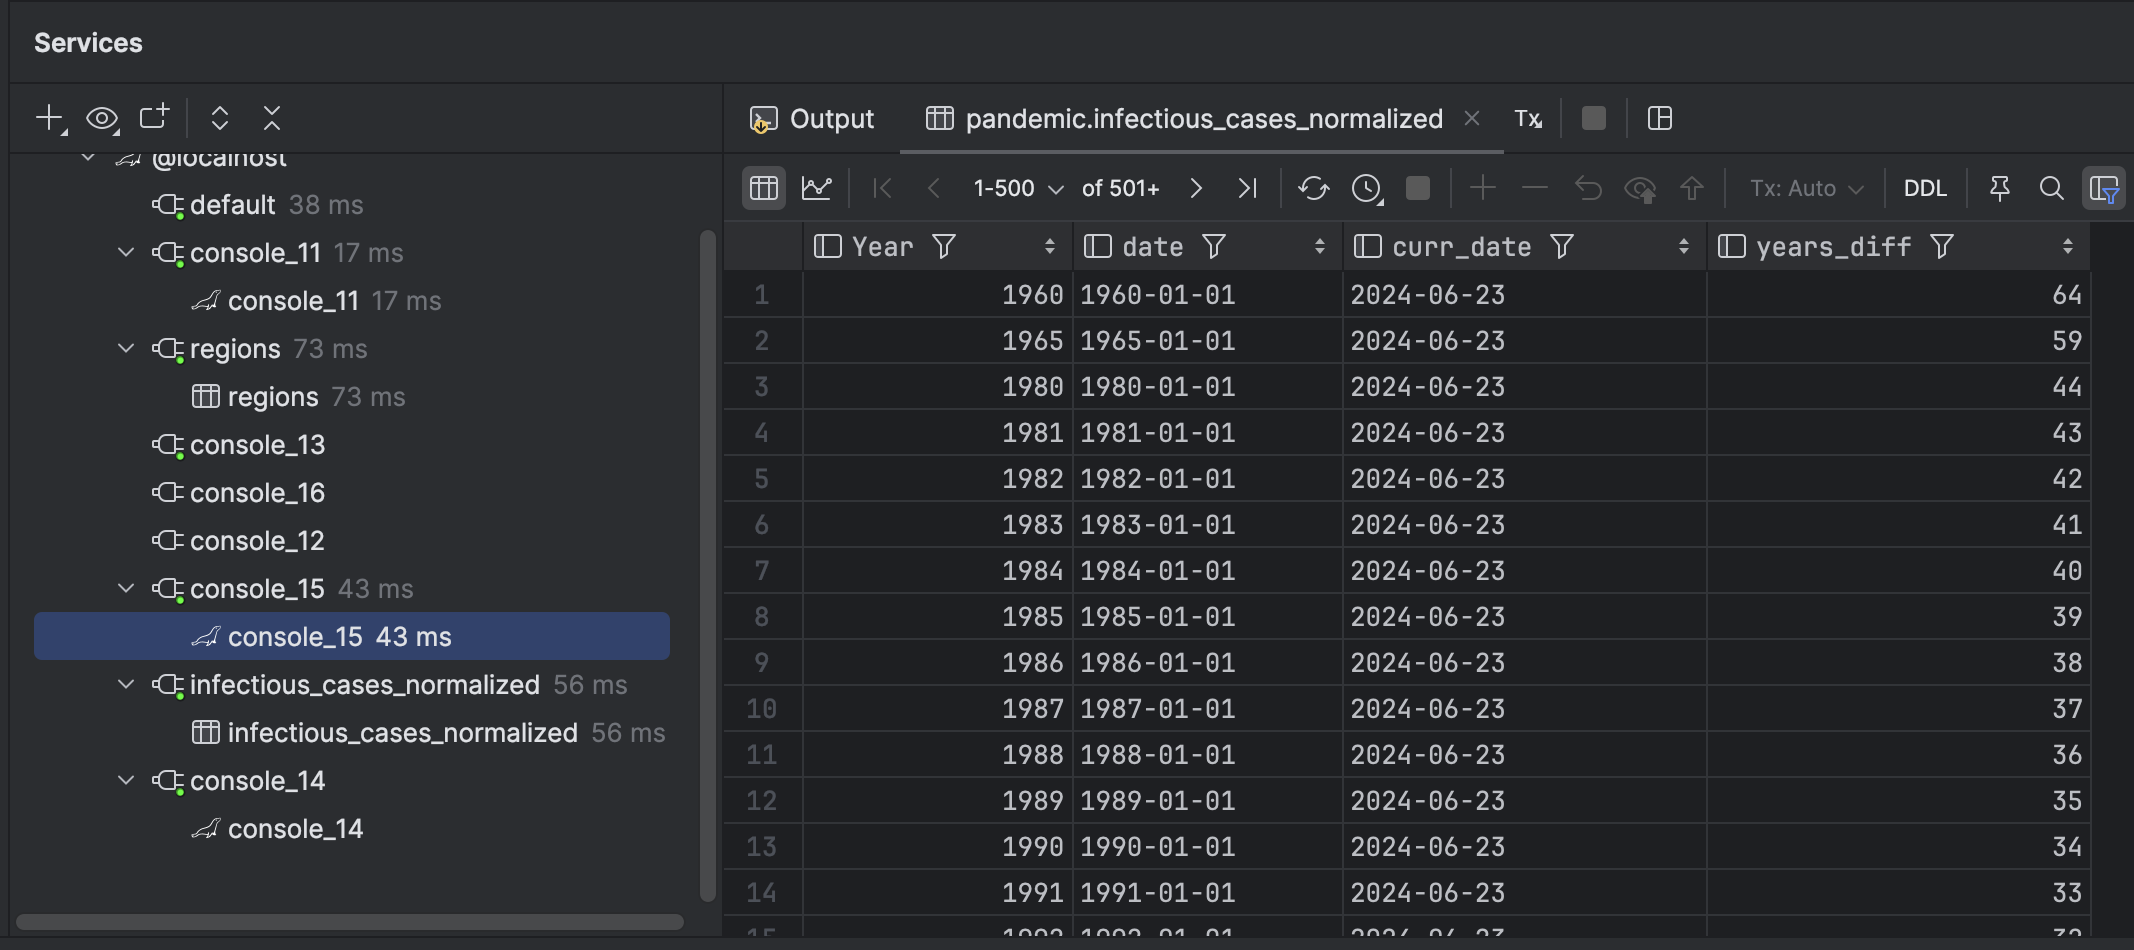 Services
@localhost
default 38 ms
console_11 17 ms
console_11 17 ms
regions 73 ms
regions 73 ms
console_13
console_16
console_12
console_15 43 ms
console_15 43 ms
infectious_cases_normalized 56 ms
infectious_cases_normalized 56 ms
console_14
console_14
Output pandemic.infectious_cases_normalized Tx
1-500 of 501+ Tx: Auto DDL
Year date curr_date years_diff
1 1960 1960-01-01 2024-06-23 64
2 1965 1965-01-01 2024-06-23 59
3 1980 1980-01-01 2024-06-23 44
4 1981 1981-01-01 2024-06-23 43
5 1982 1982-01-01 2024-06-23 42
6 1983 1983-01-01 2024-06-23 41
7 1984 1984-01-01 2024-06-23 40
8 1985 1985-01-01 2024-06-23 39
9 1986 1986-01-01 2024-06-23 38
10 1987 1987-01-01 2024-06-23 37
11 1988 1988-01-01 2024-06-23 36
12 1989 1989-01-01 2024-06-23 35
13 1990 1990-01-01 2024-06-23 34
14 1991 1991-01-01 2024-06-23 33
15 1992 1992-01-01 2024-06-23 32